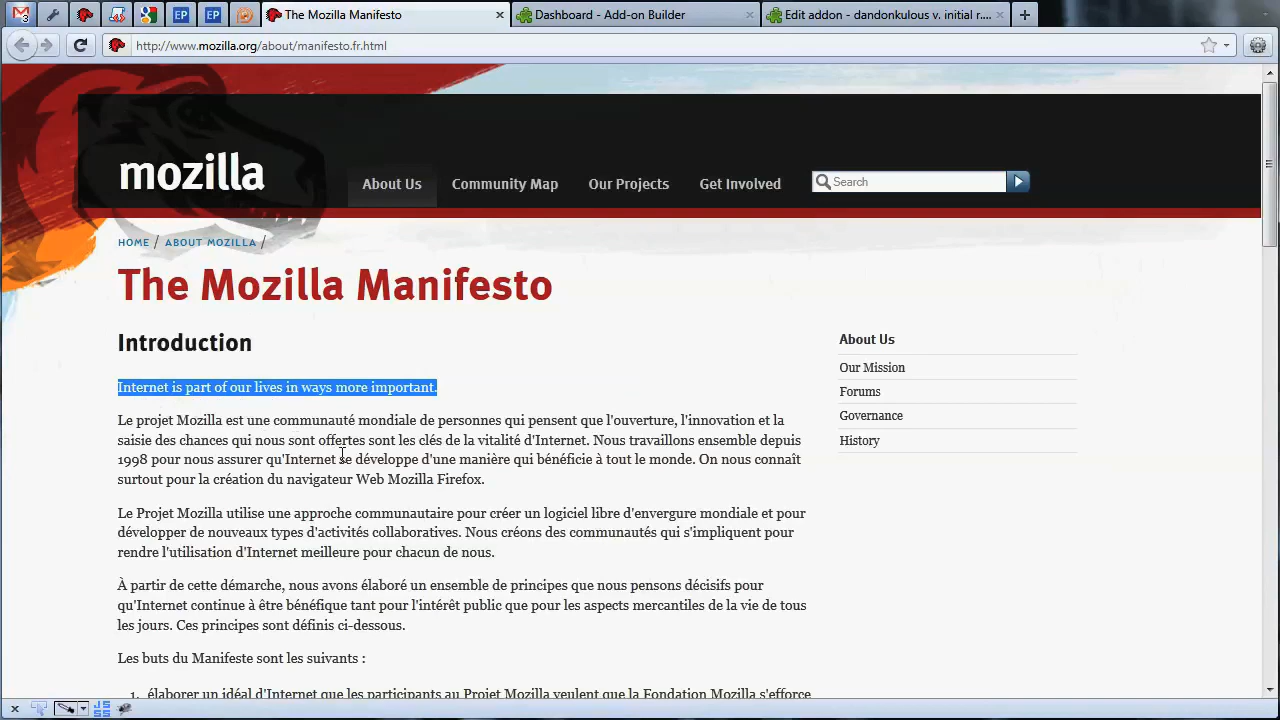 3
EP
EP
The Mozilla Manifesto
Dashboard - Add-on Builder
Edit addon - dandonkulous v. initial r....
http://www.mozilla.org/about/manifesto.fr.html
mozilla
About Us
Community Map
Our Projects
Get Involved
Search
HOME / ABOUT MOZILLA /
The Mozilla Manifesto
Introduction
Internet is part of our lives in ways more important.
Le projet Mozilla est une communauté mondiale de personnes qui pensent que l'ouverture, l'innovation et la
saisie des chances qui nous sont offertes sont les clés de la vitalité d'Internet. Nous travaillons ensemble depuis
1998 pour nous assurer qu'Internet se développe d'une manière qui bénéficie à tout le monde. On nous connaît
surtout pour la création du navigateur Web Mozilla Firefox.
Le Projet Mozilla utilise une approche communautaire pour créer un logiciel libre d'envergure mondiale et pour
développer de nouveaux types d'activités collaboratives. Nous créons des communautés qui s'impliquent pour
rendre l'utilisation d'Internet meilleure pour chacun de nous.
À partir de cette démarche, nous avons élaboré un ensemble de principes que nous pensons décisifs pour
qu'Internet continue à être bénéfique tant pour l'intérêt public que pour les aspects mercantiles de la vie de tous
les jours. Ces principes sont définis ci-dessous.
Les buts du Manifeste sont les suivants :
1. élaborer un idéal d'Internet que les participants au Projet Mozilla veulent que la Fondation Mozilla s'efforce
About Us
Our Mission
Forums
Governance
History